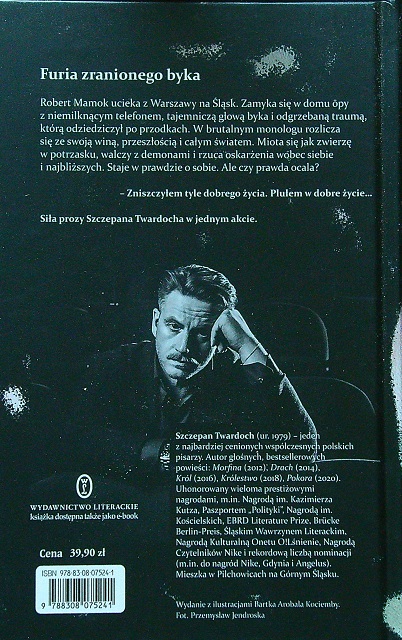 Furia zranionego byka
Robert Mamok ucieka z Warszawy na Śląsk. Zamyka się w domu ôpy
z niemilknącym telefonem, tajemniczą głową byka i odgrzebaną traumą,
którą odziedziczył po przodkach. W brutalnym monologu rozlicza
się ze swoją winą, przeszłością i całym światem. Miota się jak zwierzę
w potrzasku, walczy z demonami i rzuca oskarżenia wobec siebie
i najbliższych. Staje w prawdzie o sobie. Ale czy prawda ocala?
– Zniszczyłem tyle dobrego życia. Plułem w dobre życie...
Siła prozy Szczepana Twardocha w jednym akcie.
Szczepan Twardoch (ur. 1979) – jeden
z najbardziej cenionych współczesnych polskich
pisarzy. Autor głośnych, bestsellerowych
powieści: Morfina (2012), Drach (2014),
Król (2016), Królestwo (2018), Pokora (2020).
Uhonorowany wieloma prestiżowymi
nagrodami, m.in. Nagrodą im. Kazimierza
Kutza, Paszportem „Polityki”, Nagrodą im.
Kościelskich, EBRD Literature Prize, Brücke
Berlin-Preis, Śląskim Wawrzynem Literackim,
Nagrodą Kulturalną Onetu O!Lśnienie, Nagrodą
Czytelników Nike i rekordową liczbą nominacji
(m.in. do nagród Nike, Gdynia i Angelus).
Mieszka w Pilchowicach na Górnym Śląsku.
WL
WYDAWNICTWO LITERACKIE
książka dostępna także jako e-book
Cena 39,90 zł
ISBN 978-83-08-07524-1
9 788308 075241
Wydanie z ilustracjami Bartka Arobala Kociemby.
Fot. Przemysław Jendroska